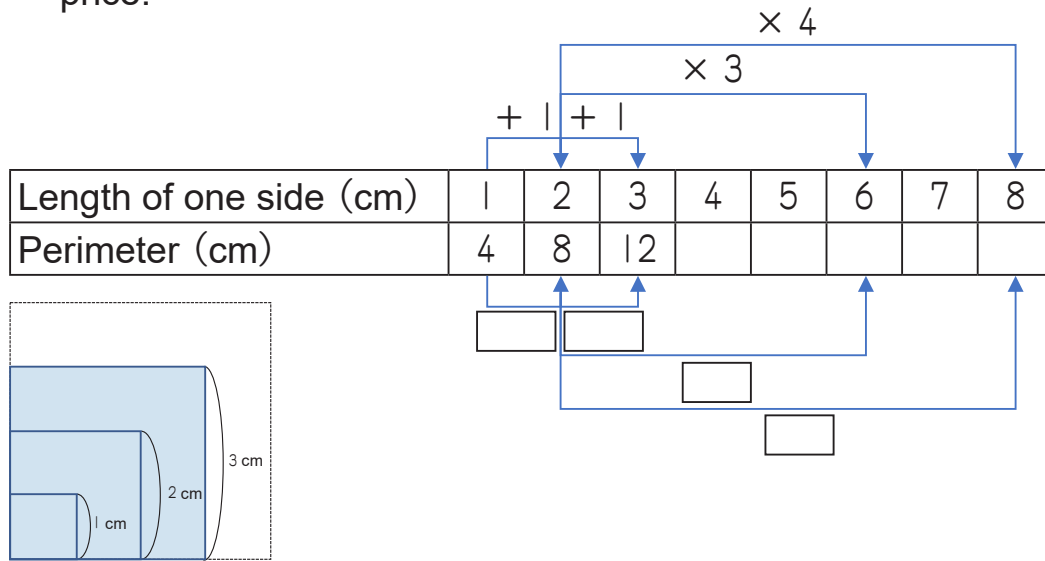 price.
× 4
× 3
+ 1 + 1
Length of one side (cm) 1 2 3 4 5 6 7 8
Perimeter (cm) 4 8 12
3 cm
2 cm
1 cm